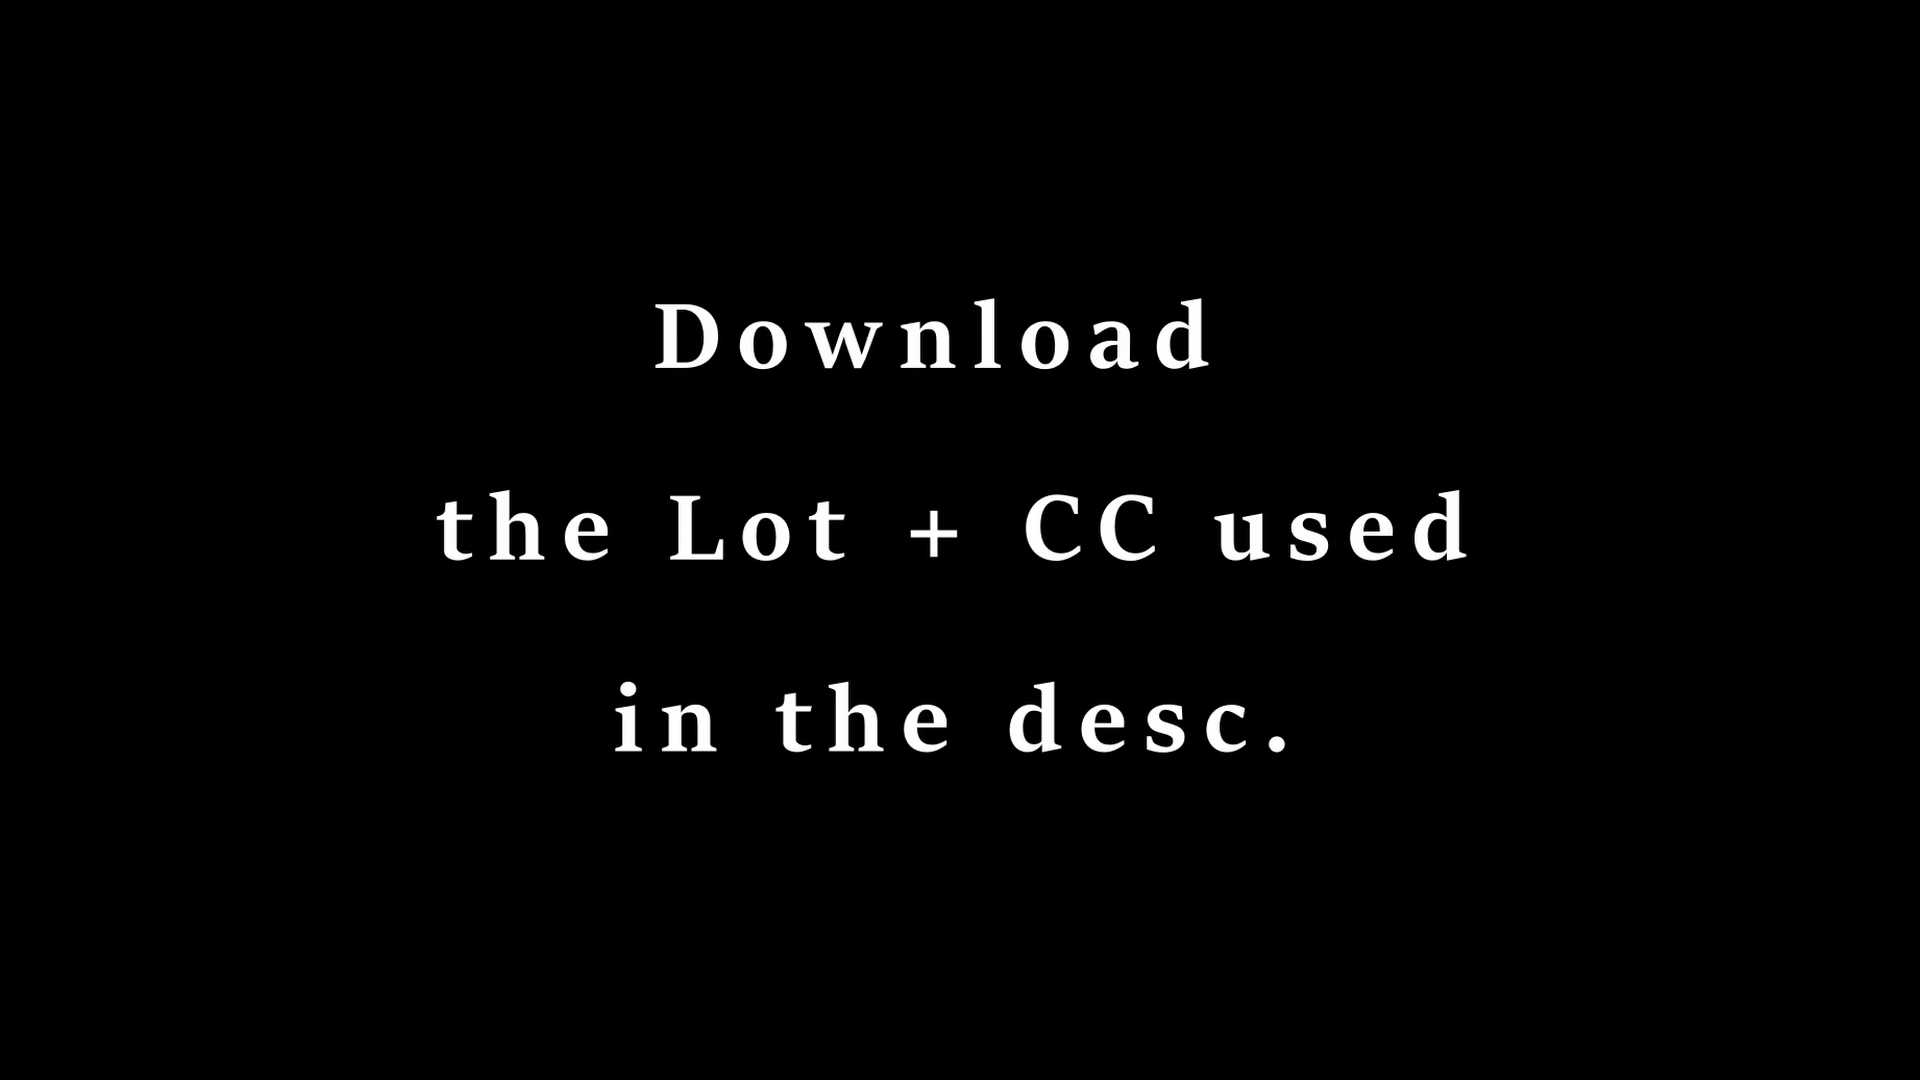 Download
the Lot + CC used
in the desc.